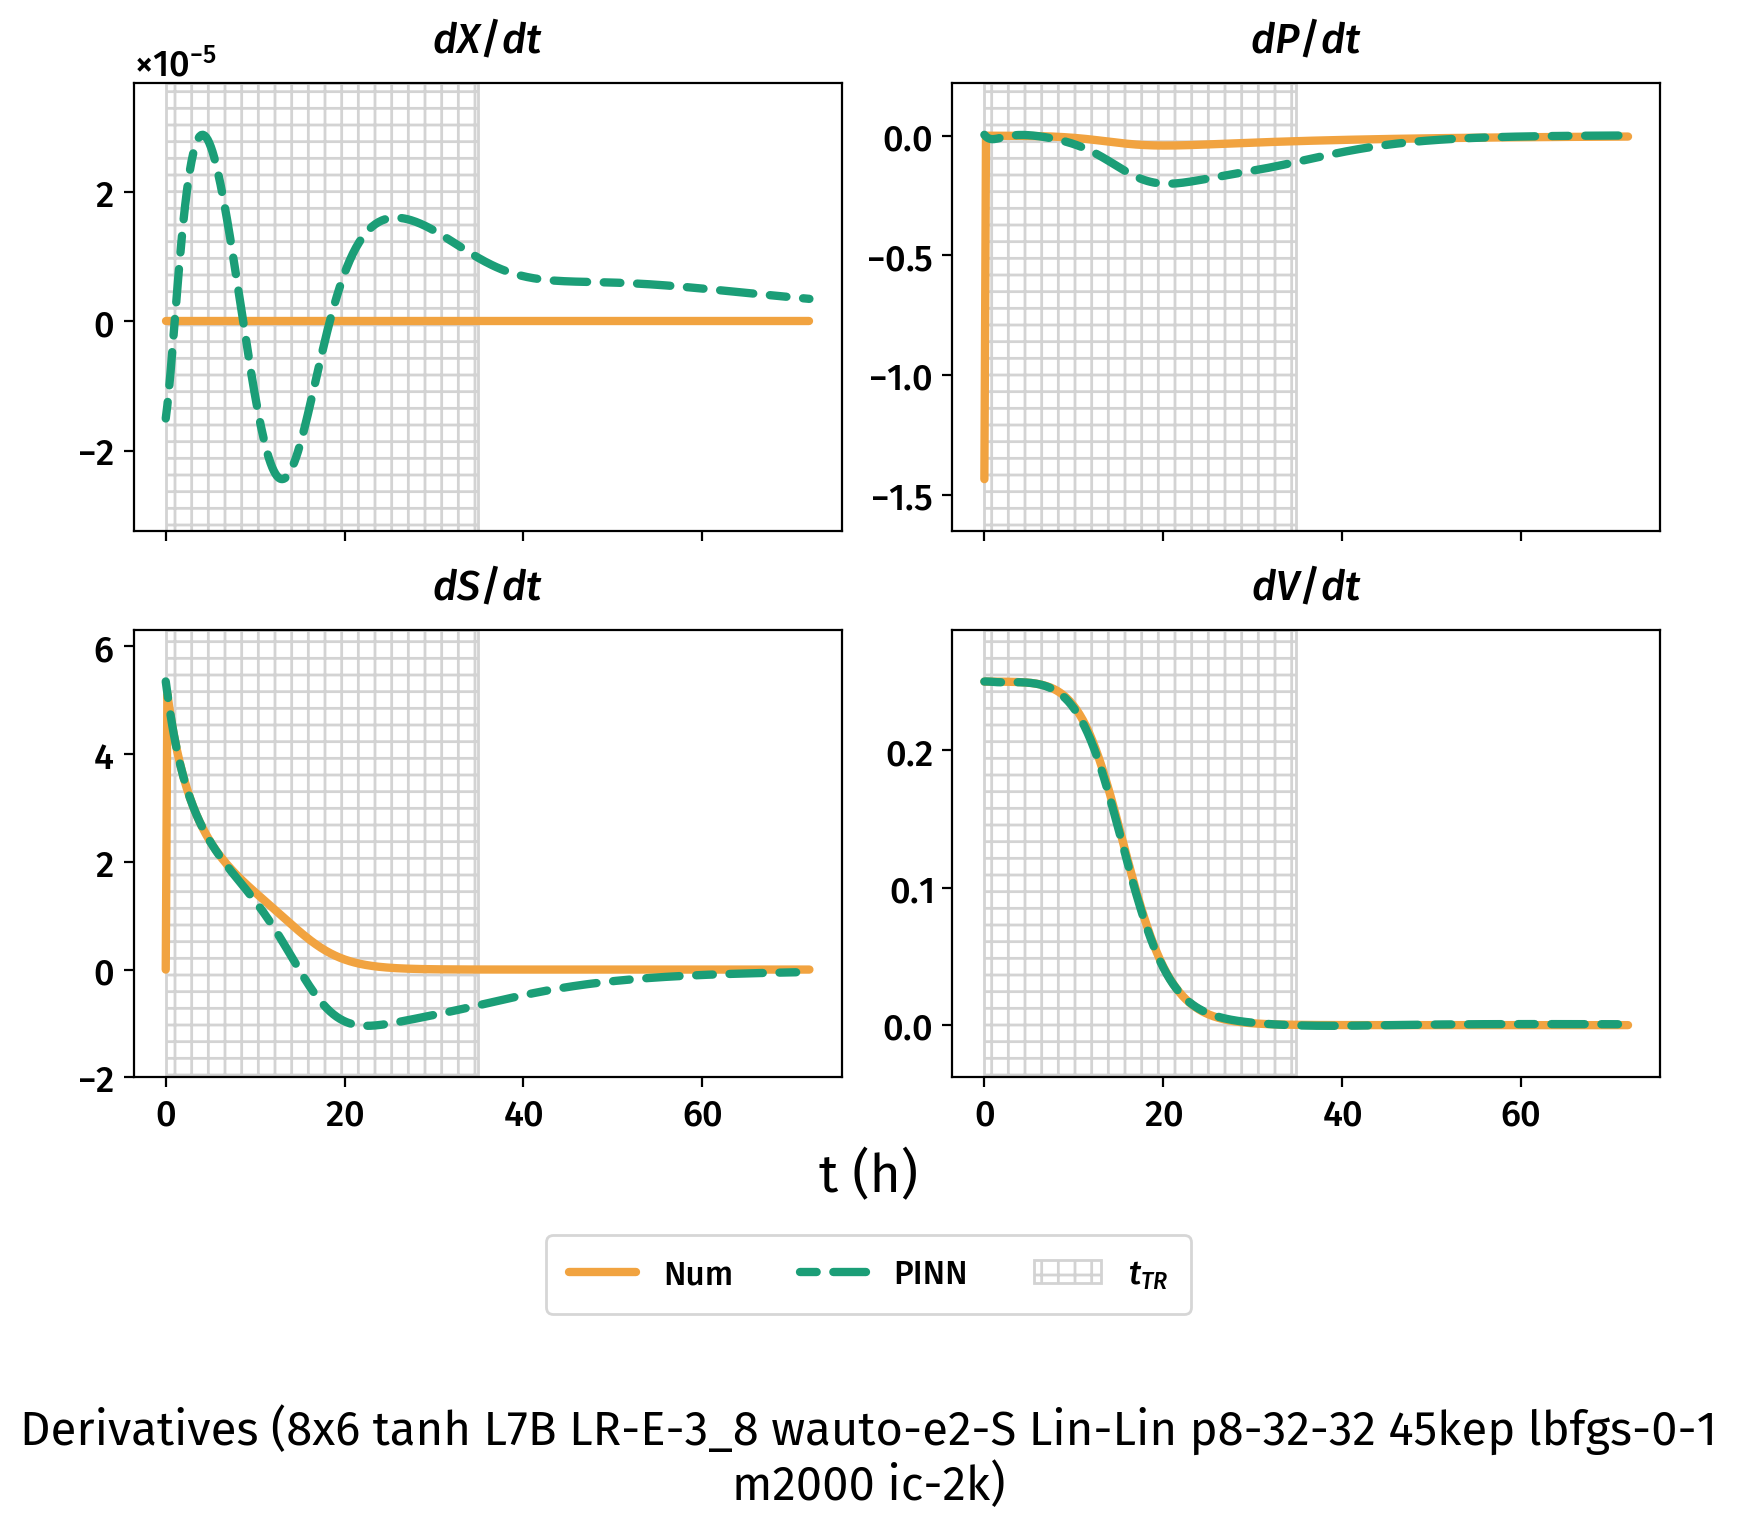 dX/dt
dP/dt
×10⁻⁵
2
0
−2
0.0
−0.5
−1.0
−1.5
dS/dt
dV/dt
6
4
2
0
−2
0 20 40 60
0.2
0.1
0.0
0 20 40 60
t (h)
Num PINN t_TR
Derivatives (8x6 tanh L7B LR-E-3_8 wauto-e2-S Lin-Lin p8-32-32 45kep lbfgs-0-1
m2000 ic-2k)